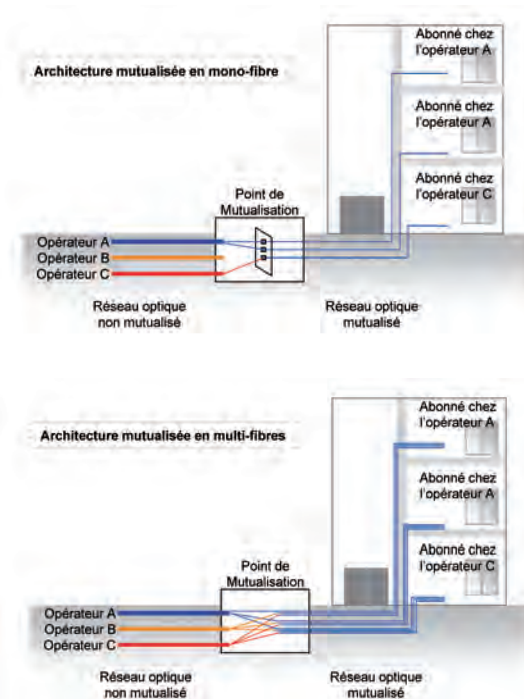 Architecture mutualisée en mono-fibre
Abonné chez
l'opérateur A
Abonné chez
l'opérateur A
Abonné chez
l'opérateur C
Point de
Mutualisation
Opérateur A
Opérateur B
Opérateur C
Réseau optique
non mutualisé
Réseau optique
mutualisé
Architecture mutualisée en multi-fibres
Abonné chez
l'opérateur A
Abonné chez
l'opérateur A
Abonné chez
l'opérateur C
Point de
Mutualisation
Opérateur A
Opérateur B
Opérateur C
Réseau optique
non mutualisé
Réseau optique
mutualisé